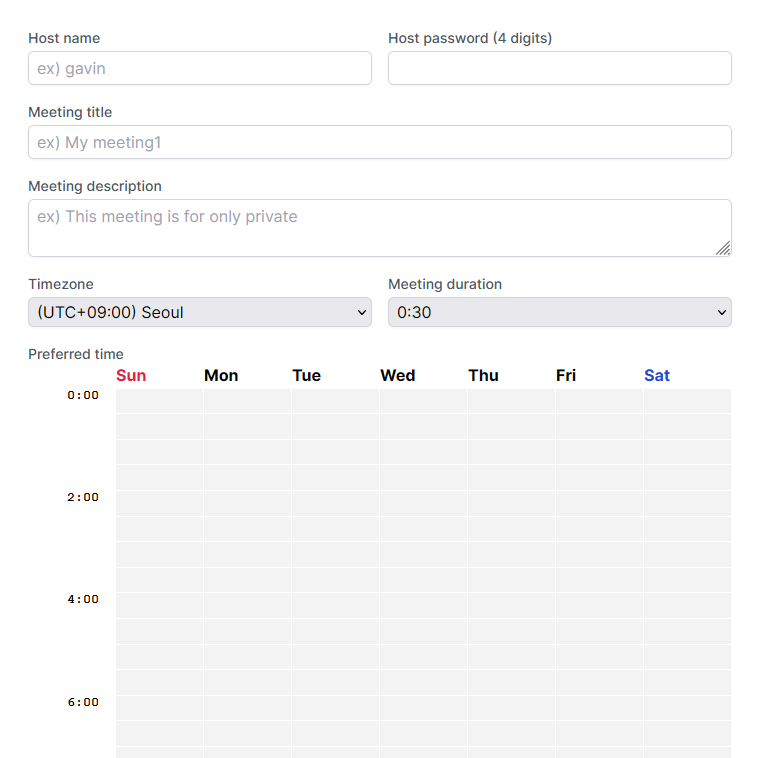 Host name Host password (4 digits)
ex) gavin
Meeting title
ex) My meeting1
Meeting description
ex) This meeting is for only private
Timezone Meeting duration
(UTC+09:00) Seoul 0:30
Preferred time
Sun Mon Tue Wed Thu Fri Sat
0:00
2:00
4:00
6:00